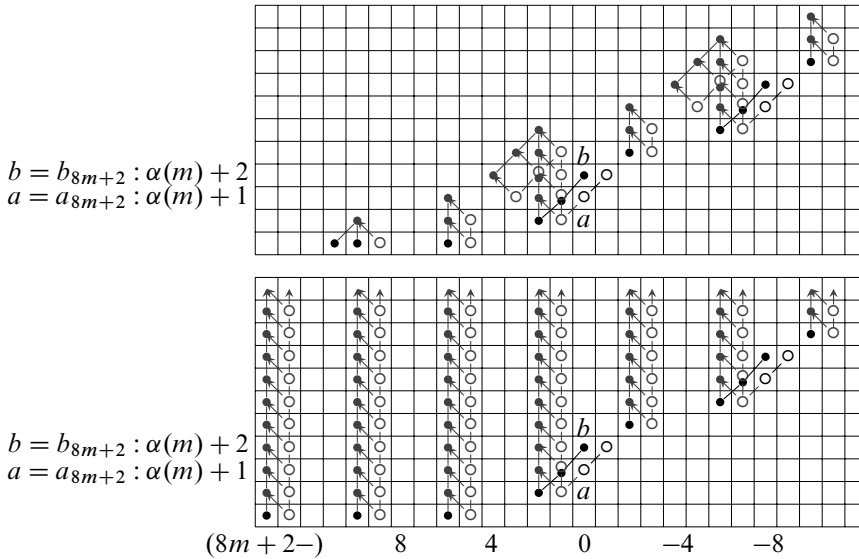 b
b = b_{8m+2} : α(m) + 2
a = a_{8m+2} : α(m) + 1
a
b
b = b_{8m+2} : α(m) + 2
a = a_{8m+2} : α(m) + 1
a
(8m + 2−) 8 4 0 −4 −8